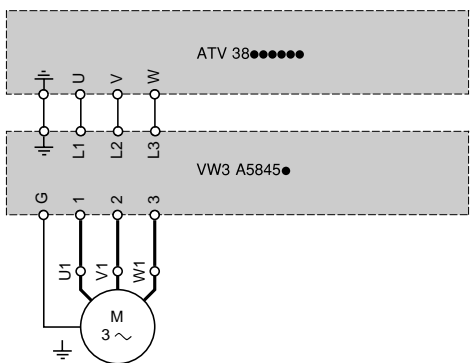 ATV 38●●●●●●
U V W
L1 L2 L3
VW3 A5845●
G 1 2 3
U1 V1 W1
M
3 ~